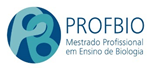 PROFBIO
Mestrado Profissional
em Ensino de Biologia